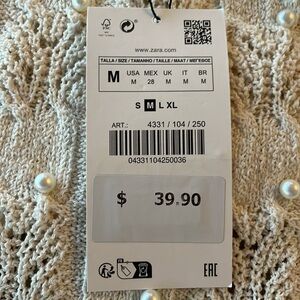 www.zara.com
TALLA / SIZE / TAMANHO / TAILLE / MAAT / МЕГЕӨОС
M USA MEX UK IT BR
M 28 M M M
S M L XL
ART.: 4331 / 104 / 250
04331104250036
$ 39.90
EAC